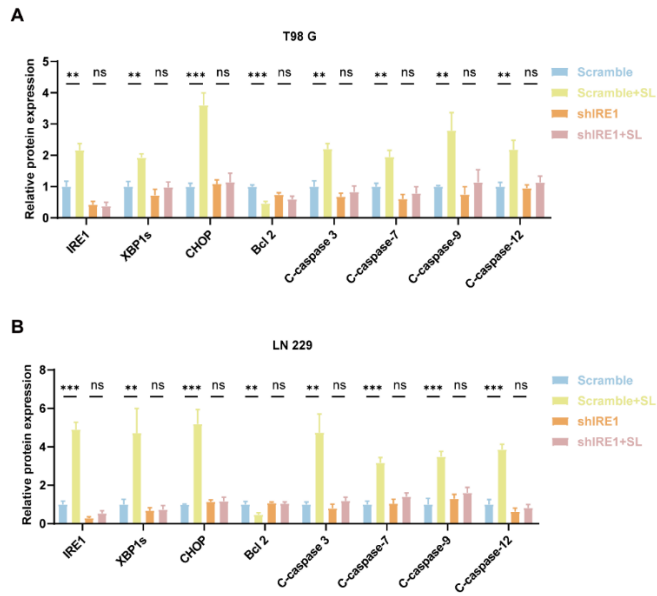 A
T98 G
** ns ** ns *** ns *** ns ** ns ** ns ** ns ** ns
Relative protein expression
5
4
3
2
1
0
IRE1
XBP1s
CHOP
Bcl 2
C-caspase 3
C-caspase-7
C-caspase-9
C-caspase-12
Scramble
Scramble+SL
shIRE1
shIRE1+SL
B
LN 229
*** ns ** ns *** ns ** ns ** ns *** ns *** ns *** ns
Relative protein expression
8
6
4
2
0
IRE1
XBP1s
CHOP
Bcl 2
C-caspase 3
C-caspase-7
C-caspase-9
C-caspase-12
Scramble
Scramble+SL
shIRE1
shIRE1+SL